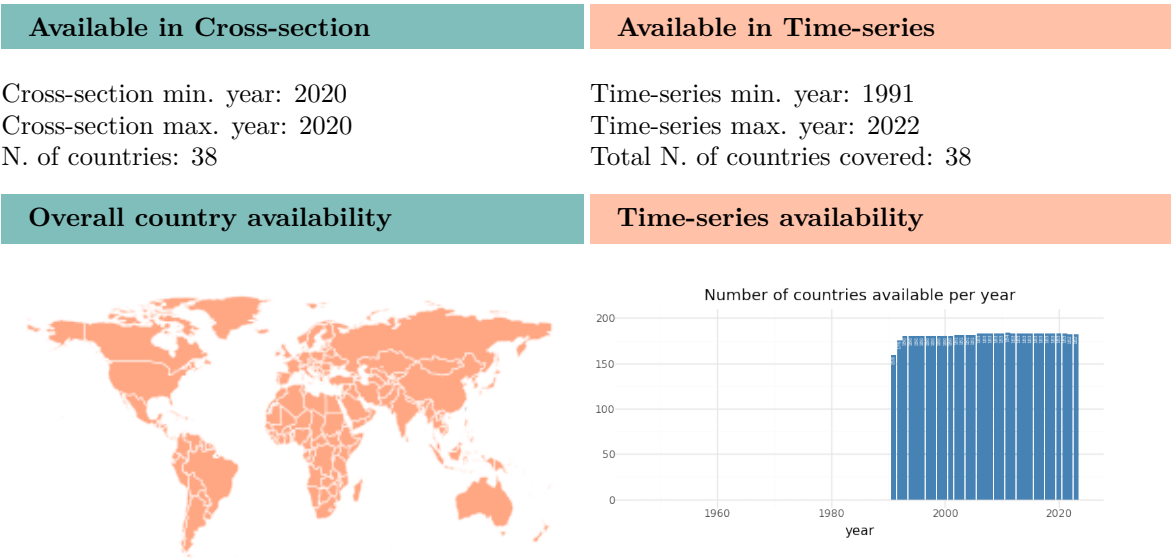 Available in Cross-section
Available in Time-series
Cross-section min. year: 2020
Cross-section max. year: 2020
N. of countries: 38
Time-series min. year: 1991
Time-series max. year: 2022
Total N. of countries covered: 38
Overall country availability
Time-series availability
Number of countries available per year
200
150
100
50
0
1960
1980
2000
2020
year